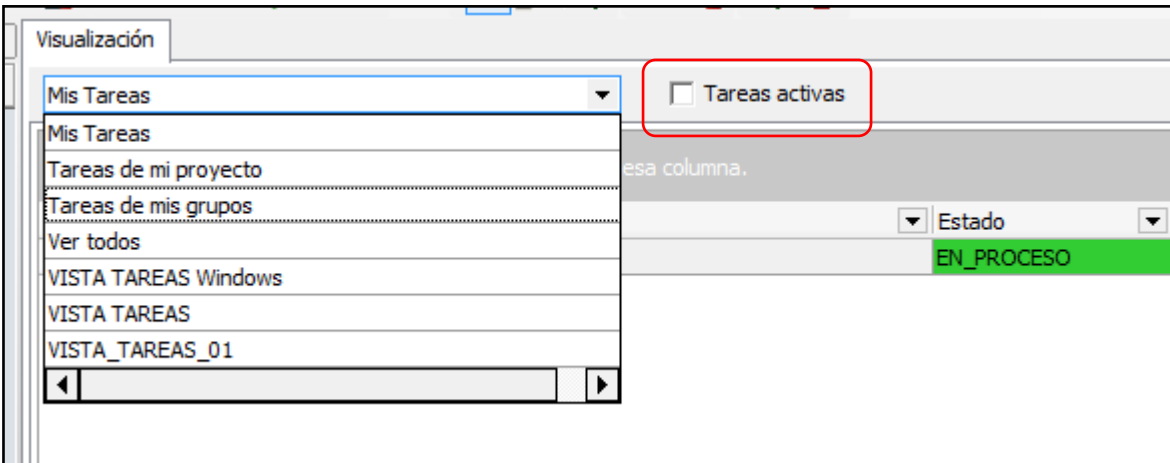 Visualización
Mis Tareas
Tareas activas
Mis Tareas
Tareas de mi proyecto
esa columna.
Tareas de mis grupos
Ver todos
Estado
VISTA TAREAS Windows
EN_PROCESO
VISTA TAREAS
VISTA_TAREAS_01